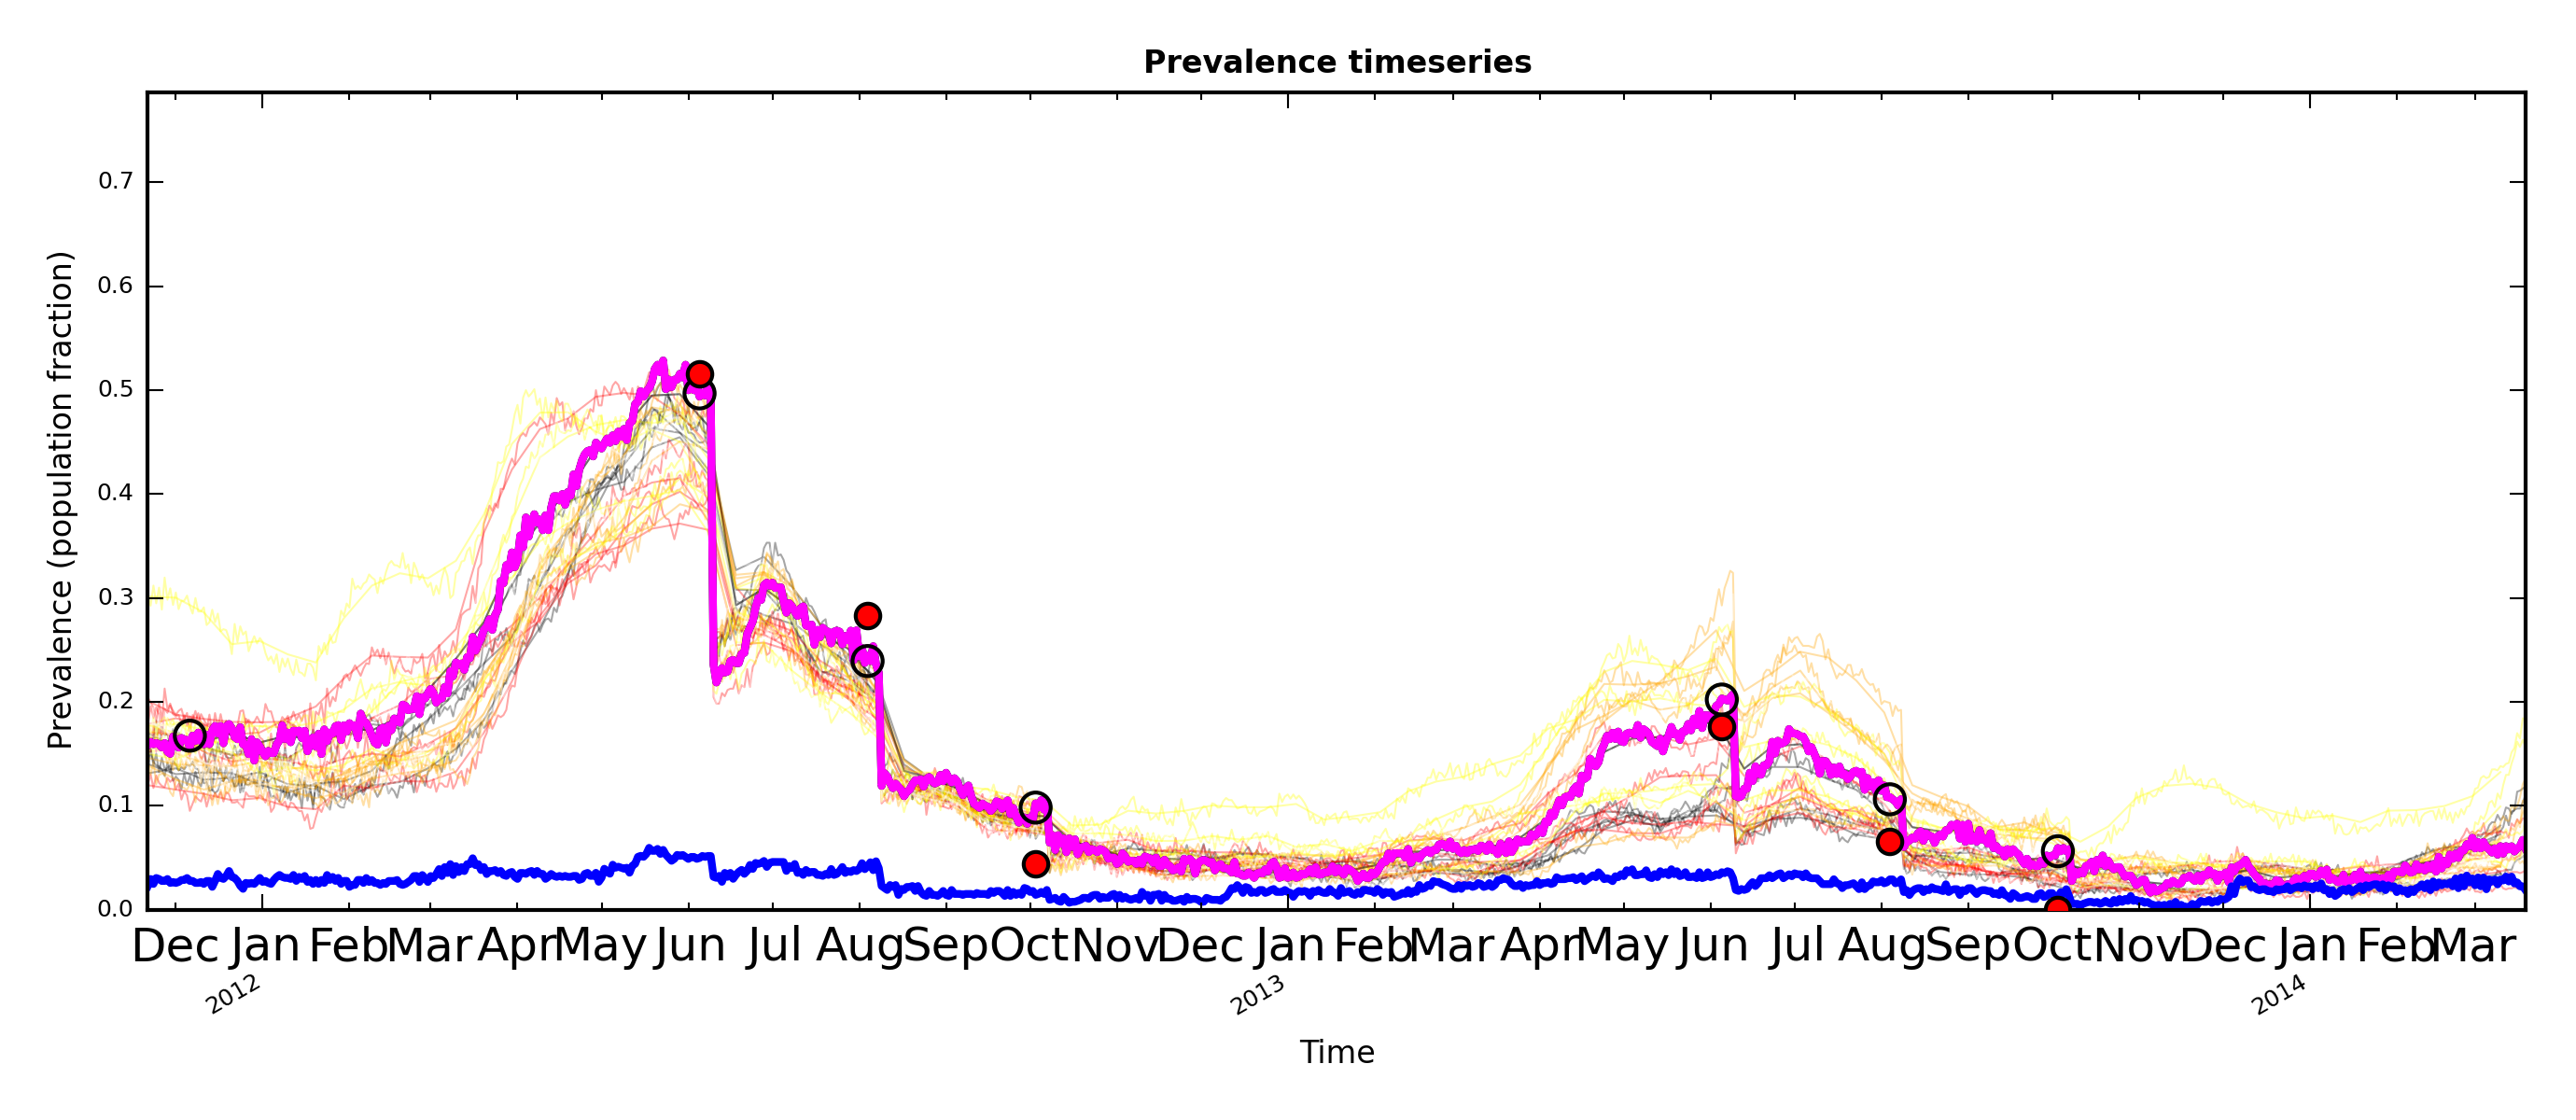 Prevalence timeseries
Prevalence (population fraction)
0.7
0.6
0.5
0.4
0.3
0.2
0.1
0.0
Dec Jan Feb Mar Apr May Jun Jul Aug Sep Oct Nov Dec Jan Feb Mar Apr May Jun Jul Aug Sep Oct Nov Dec Jan Feb Mar
2012 2013 2014
Time